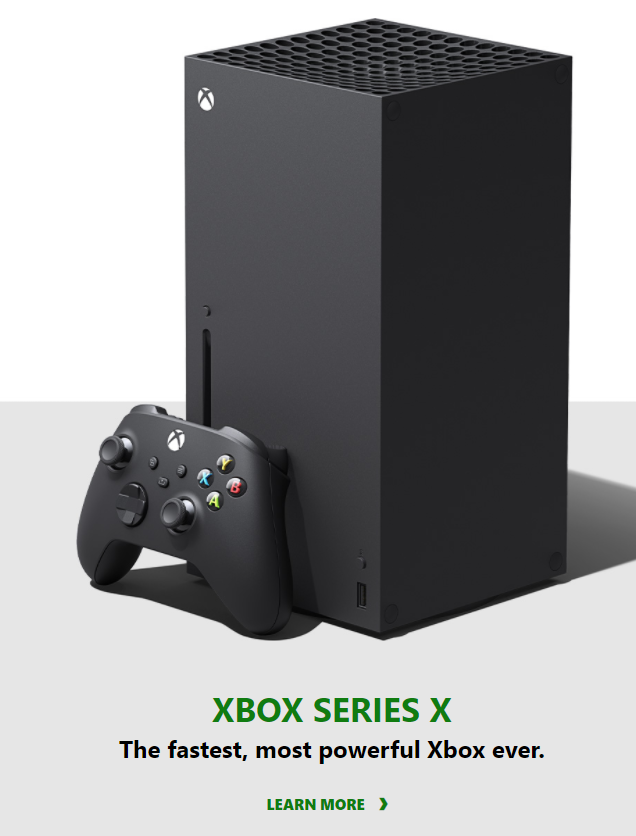 Y
X
B
A
XBOX SERIES X
The fastest, most powerful Xbox ever.
LEARN MORE